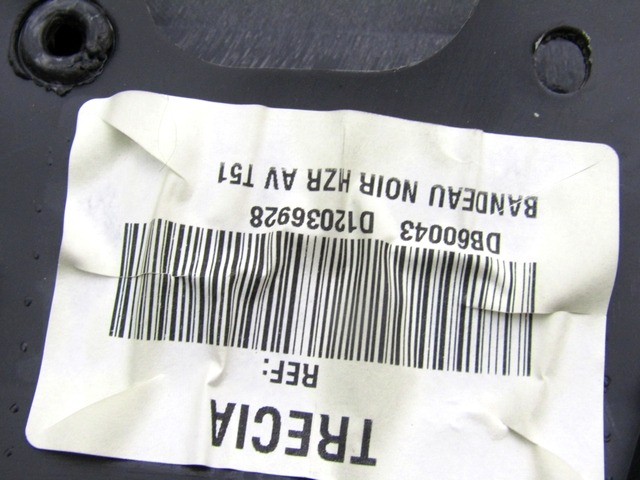 TRECIA
REF:
DB60043 D12036928
BANDEAU NOIR HZR AV T51